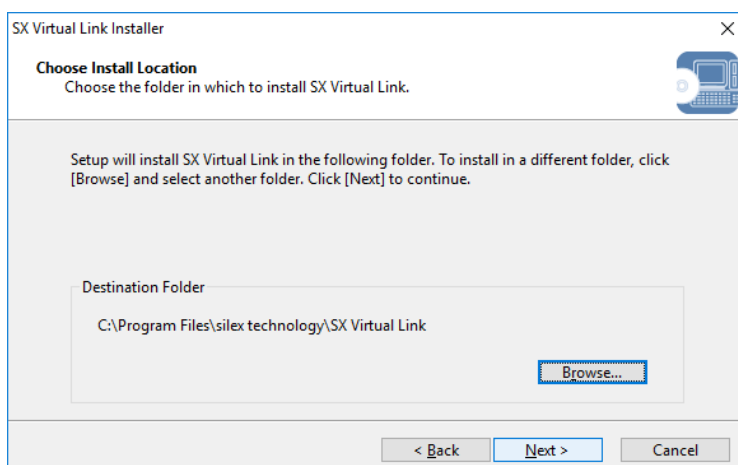 SX Virtual Link Installer
Choose Install Location
Choose the folder in which to install SX Virtual Link.
Setup will install SX Virtual Link in the following folder. To install in a different folder, click
[Browse] and select another folder. Click [Next] to continue.
Destination Folder
C:\Program Files\silex technology\SX Virtual Link
Browse...
< Back
Next >
Cancel